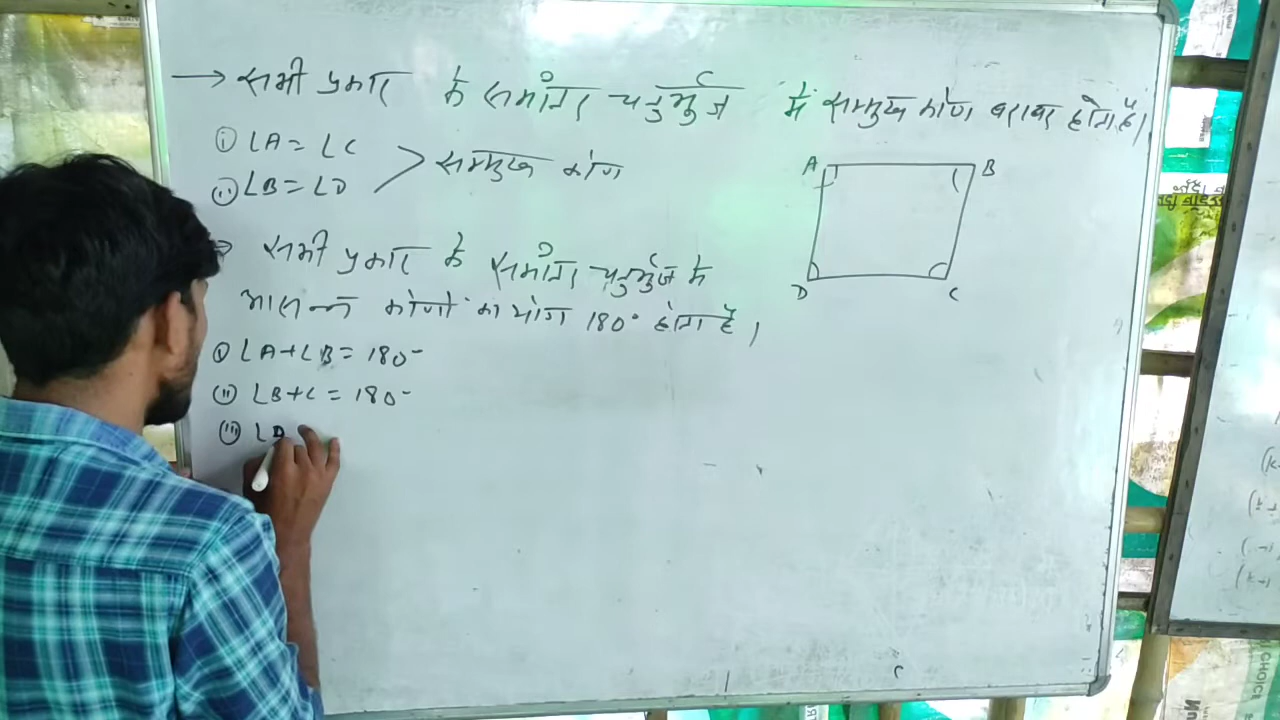 → सभी प्रकार के समांतर चतुर्भुज में सम्मुख कोण बराबर होता है।
(i) ∠A = ∠C
(ii) ∠B = ∠D
> सम्मुख कोण
A B
D C
→ सभी प्रकार के समांतर चतुर्भुज के
आसन्न कोणों का योग 180° होता है।
(i) ∠A+∠B = 180°
(ii) ∠B+C = 180°
(iii) ∠D